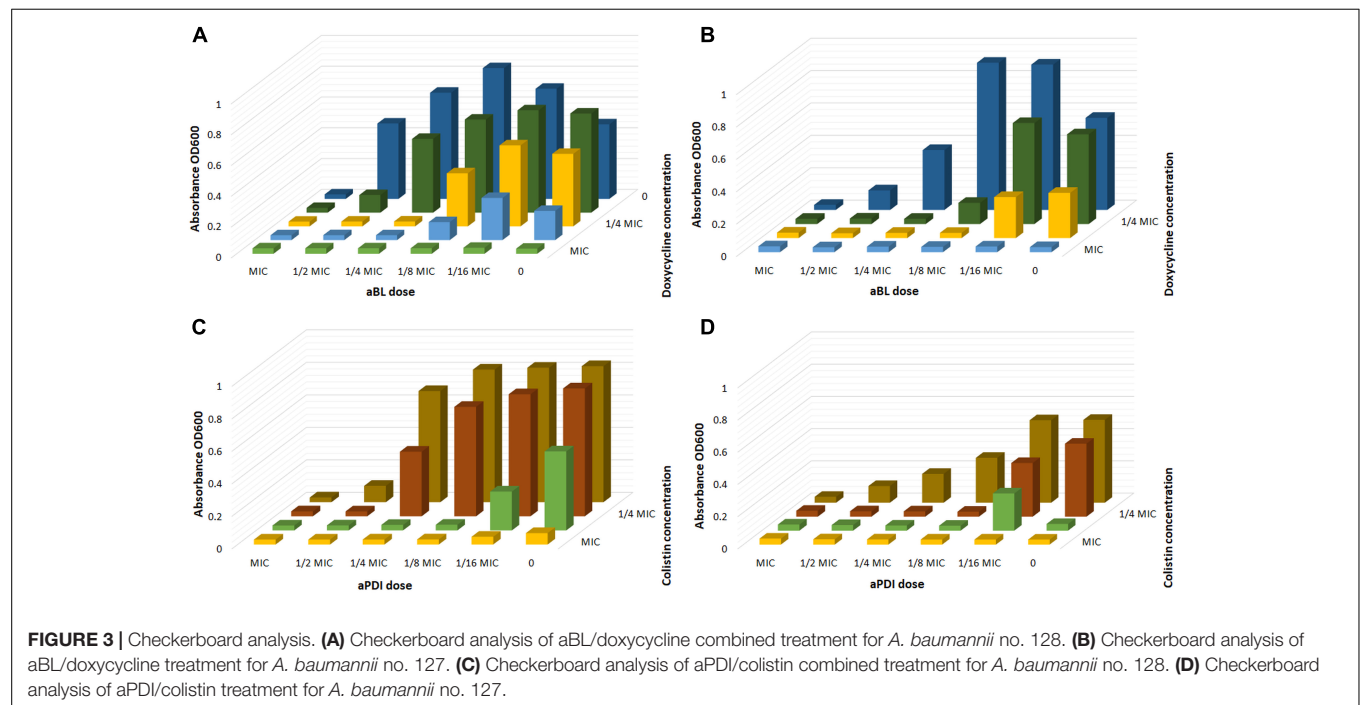 A
Absorbance OD600
1
0.8
0.6
0.4
0.2
0
MIC 1/2 MIC 1/4 MIC 1/8 MIC 1/16 MIC 0
aBL dose
MIC
1/4 MIC
0
Doxycycline concentration
B
Absorbance OD600
1
0.8
0.6
0.4
0.2
0
MIC 1/2 MIC 1/4 MIC 1/8 MIC 1/16 MIC 0
aBL dose
MIC
1/4 MIC
Doxycycline concentration
C
Absorbance OD600
1
0.8
0.6
0.4
0.2
0
MIC 1/2 MIC 1/4 MIC 1/8 MIC 1/16 MIC 0
aPDI dose
MIC
1/4 MIC
Colistin concentration
D
Absorbance OD600
1
0.8
0.6
0.4
0.2
0
MIC 1/2 MIC 1/4 MIC 1/8 MIC 1/16 MIC 0
aPDI dose
MIC
1/4 MIC
Colistin concentration
FIGURE 3 | Checkerboard analysis. (A) Checkerboard analysis of aBL/doxycycline combined treatment for A. baumannii no. 128. (B) Checkerboard analysis of
aBL/doxycycline treatment for A. baumannii no. 127. (C) Checkerboard analysis of aPDI/colistin combined treatment for A. baumannii no. 128. (D) Checkerboard
analysis of aPDI/colistin treatment for A. baumannii no. 127.